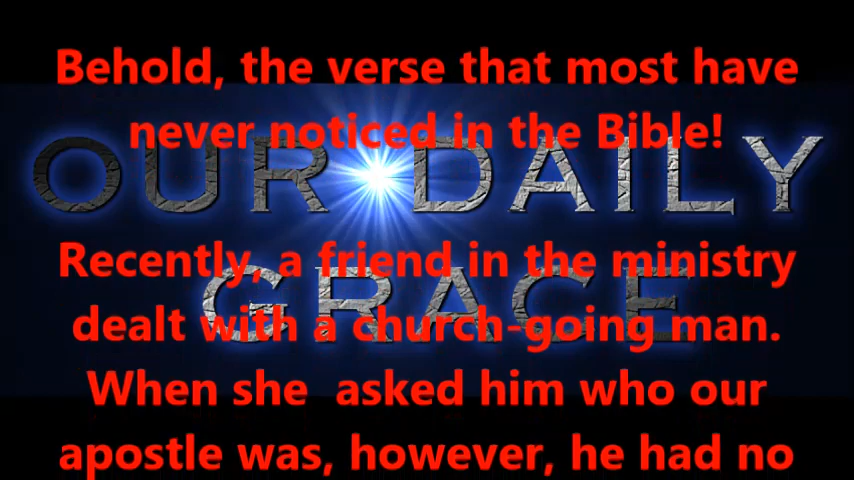 Behold, the verse that most have
never noticed in the Bible!
OUR DAILY
Recently, a friend in the ministry
GRACE
dealt with a church-going man.
When she asked him who our
apostle was, however, he had no